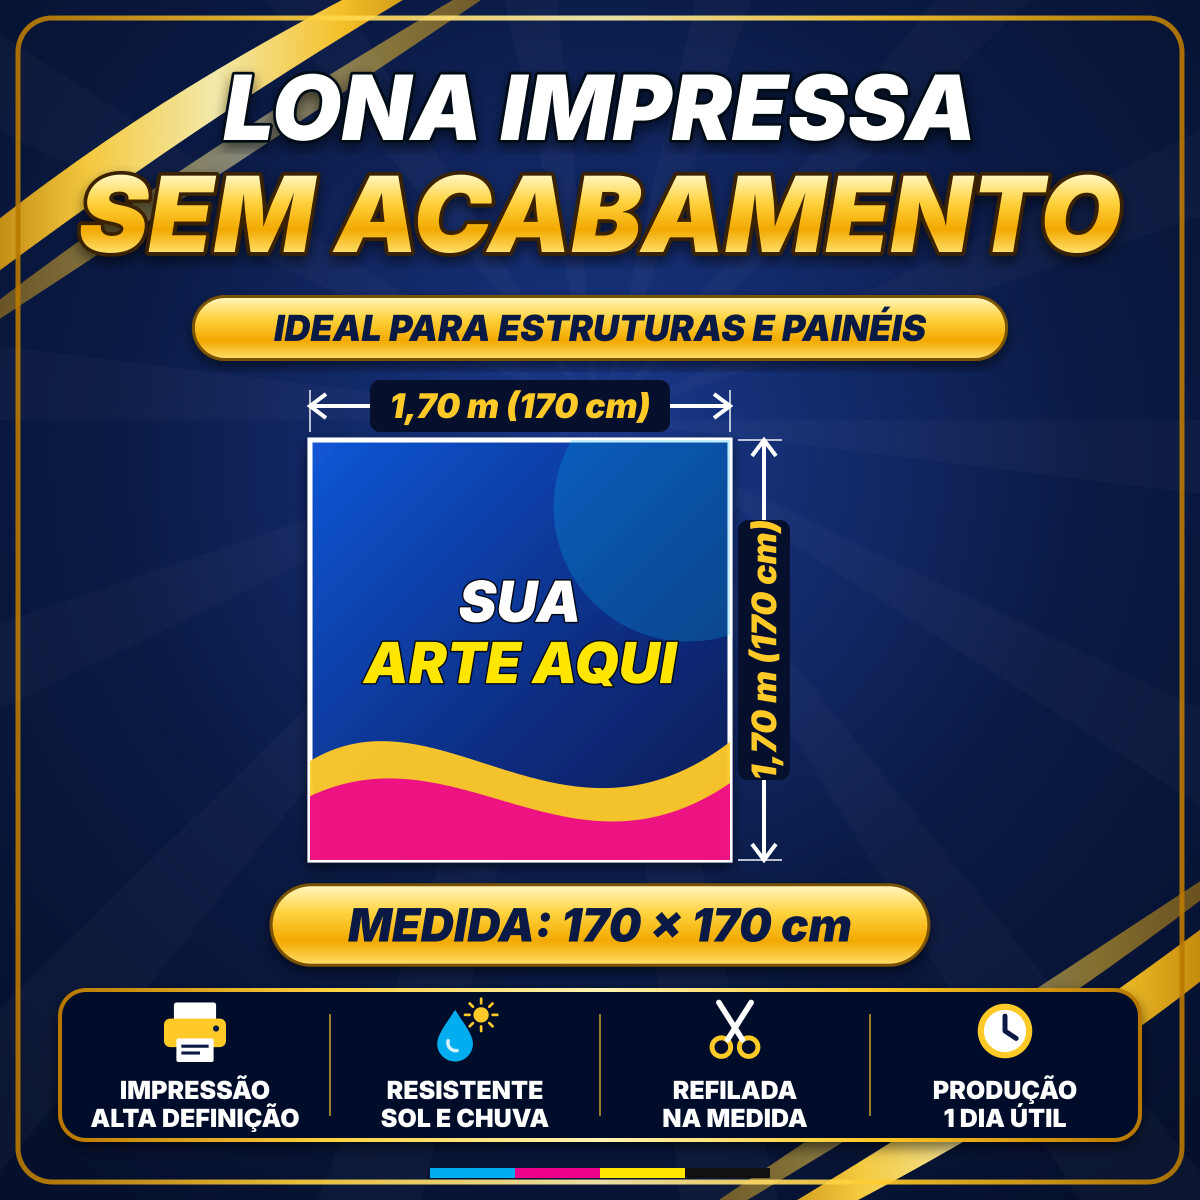 LONA IMPRESSA
SEM ACABAMENTO
IDEAL PARA ESTRUTURAS E PAINÉIS
1,70 m (170 cm)
SUA
ARTE AQUI
1,70 m (170 cm)
MEDIDA: 170 × 170 cm
IMPRESSÃO
ALTA DEFINIÇÃO
RESISTENTE
SOL E CHUVA
REFILADA
NA MEDIDA
PRODUÇÃO
1 DIA ÚTIL